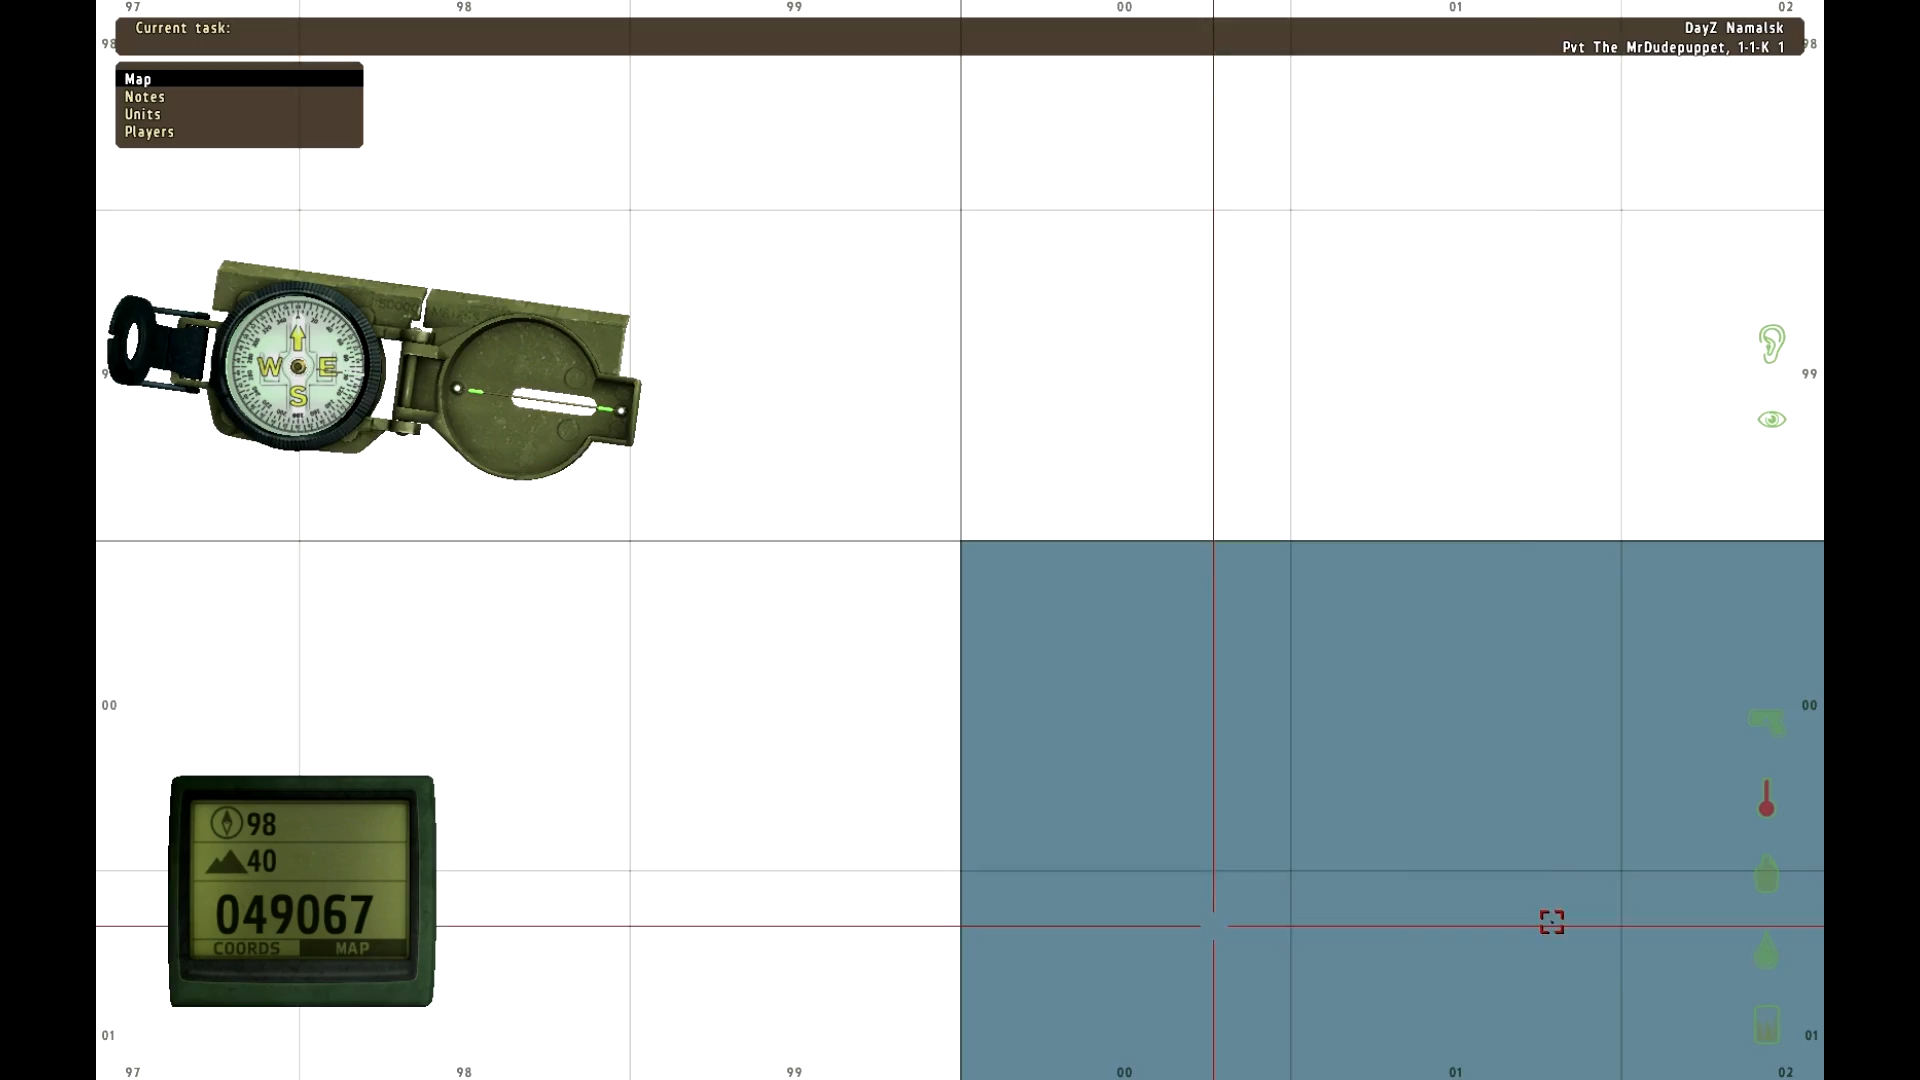 97 98 99 00 01 02
Current task:
DayZ Namalsk
98
98
Pvt The MrDudepuppet, 1-1-K 1
Map
Notes
Units
Players
W E
S
9
99
00
00
98
40
049067
COORDS MAP
01
01
97 98 99 00 01 02